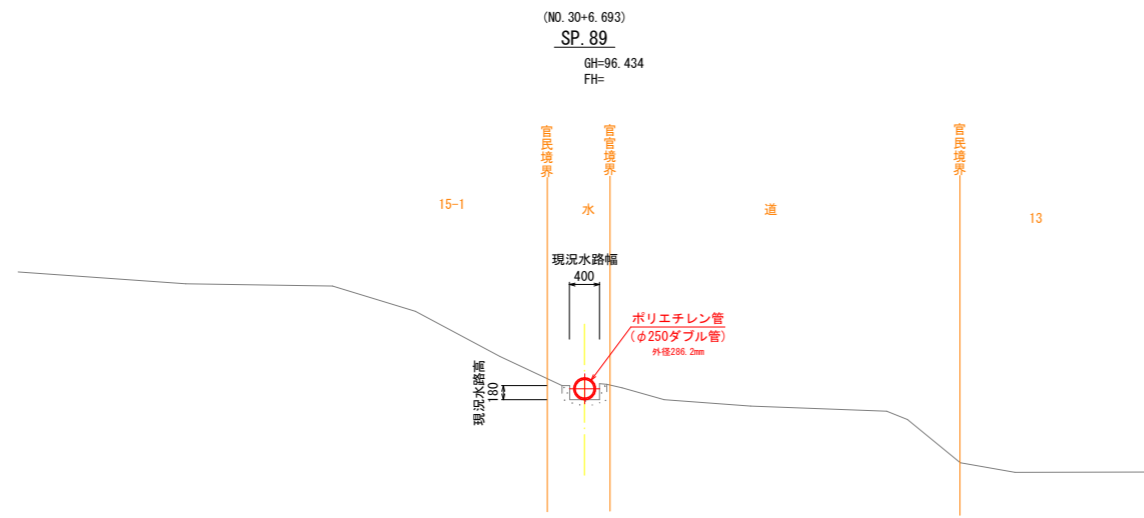 (NO.30+6.693)
SP.89
GH=96.434
FH=
官民境界
官官境界
官民境界
15-1
水
道
13
現況水路幅
400
ポリエチレン管
(φ250ダブル管)
外径286.2mm
現況水路高
180